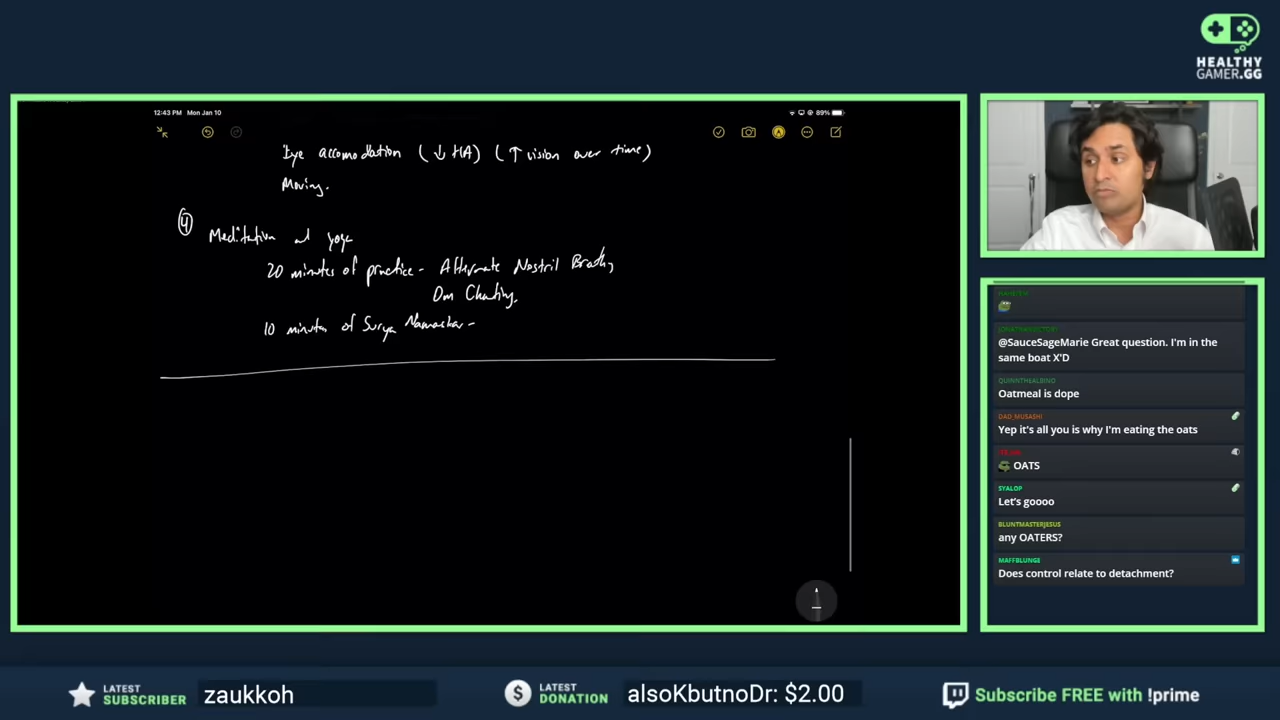 HEALTHY
GAMER.GG
12:43 PM Mon Jan 10
89%
Eye accomodation (↓ HA) (↑ vision over time)
Moving.
④
Meditation and yoga
20 minutes of practice - Alternate Nostril Breath,
Om Chanting.
10 minutes of Surya Namaskar -
@SauceSageMarie Great question. I'm in the
same boat X'D
QUINNTHEALBINO
Oatmeal is dope
DAD_MUSASHI
Yep it's all you is why I'm eating the oats
OATS
SYALOP
Let's goooo
BLUNTMASTERJESUS
any OATERS?
MAFFBLUNGE
Does control relate to detachment?
LATEST
SUBSCRIBER
zaukkoh
LATEST
DONATION
alsoKbutnoDr: $2.00
Subscribe FREE with !prime